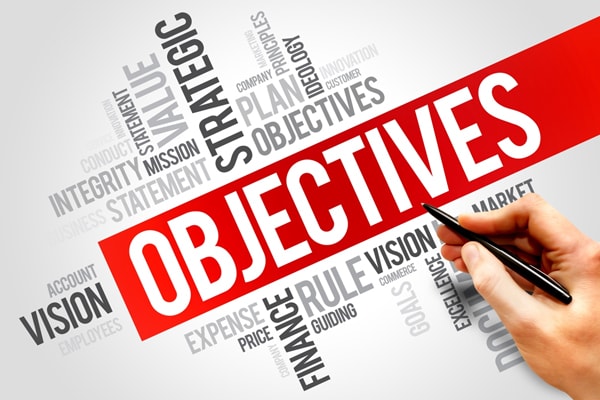 MARKETING
PRINCIPLES
IDEOLOGY
INNOVATION
COMPANY
CUSTOMER
STRATEGIC
PLAN
OBJECTIVES
VALUE
STATEMENT
INNOVATION
CONDUCT
MISSION
INTEGRITY
STATEMENT
BUSINESS
OBJECTIVES
ACCOUNT
VISION
EMPLOYEES
EXPENSE
PRICE
COMPANY
FINANCE
RULE
GUIDING
VISION
COMMERCE
GOALS
MARKET
EXCELLENCE